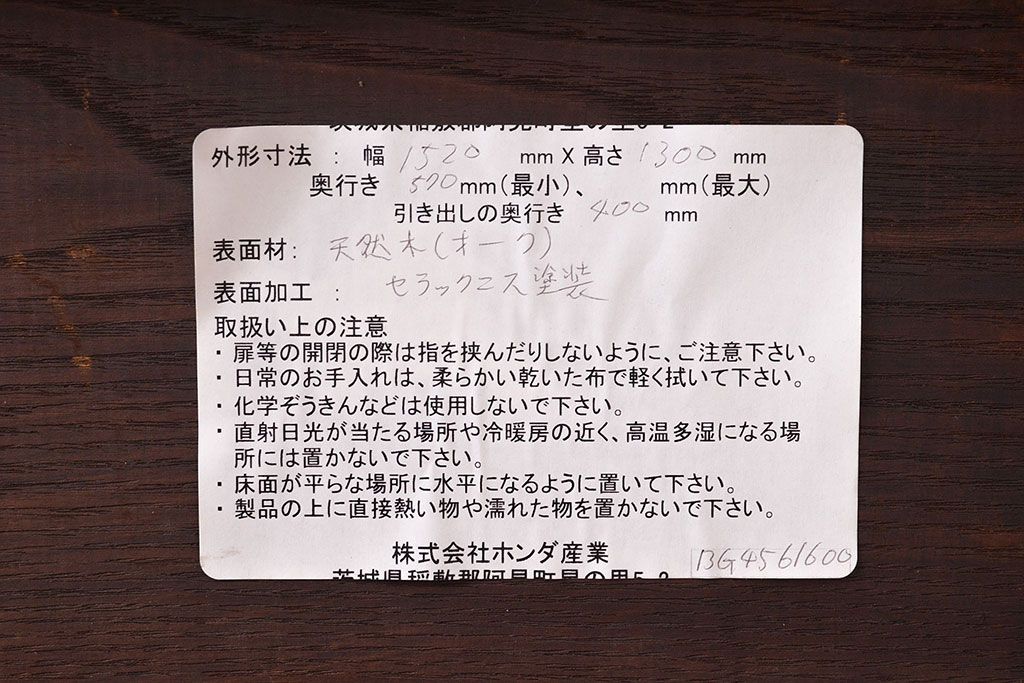 外形寸法 : 幅 1520 mm X 高さ 1300 mm
奥行き 570mm(最小)、 mm(最大)
引き出しの奥行き 400 mm
表面材: 天然木(オーク)
表面加工 : セラックニス塗装
取扱い上の注意
・扉等の開閉の際は指を挟んだりしないように、ご注意下さい。
・日常のお手入れは、柔らかい乾いた布で軽く拭いて下さい。
・化学ぞうきんなどは使用しないで下さい。
・直射日光が当たる場所や冷暖房の近く、高温多湿になる場
所には置かないで下さい。
・床面が平らな場所に水平になるように置いて下さい。
・製品の上に直接熱い物や濡れた物を置かないで下さい。
株式会社ホンダ産業
BG4561600